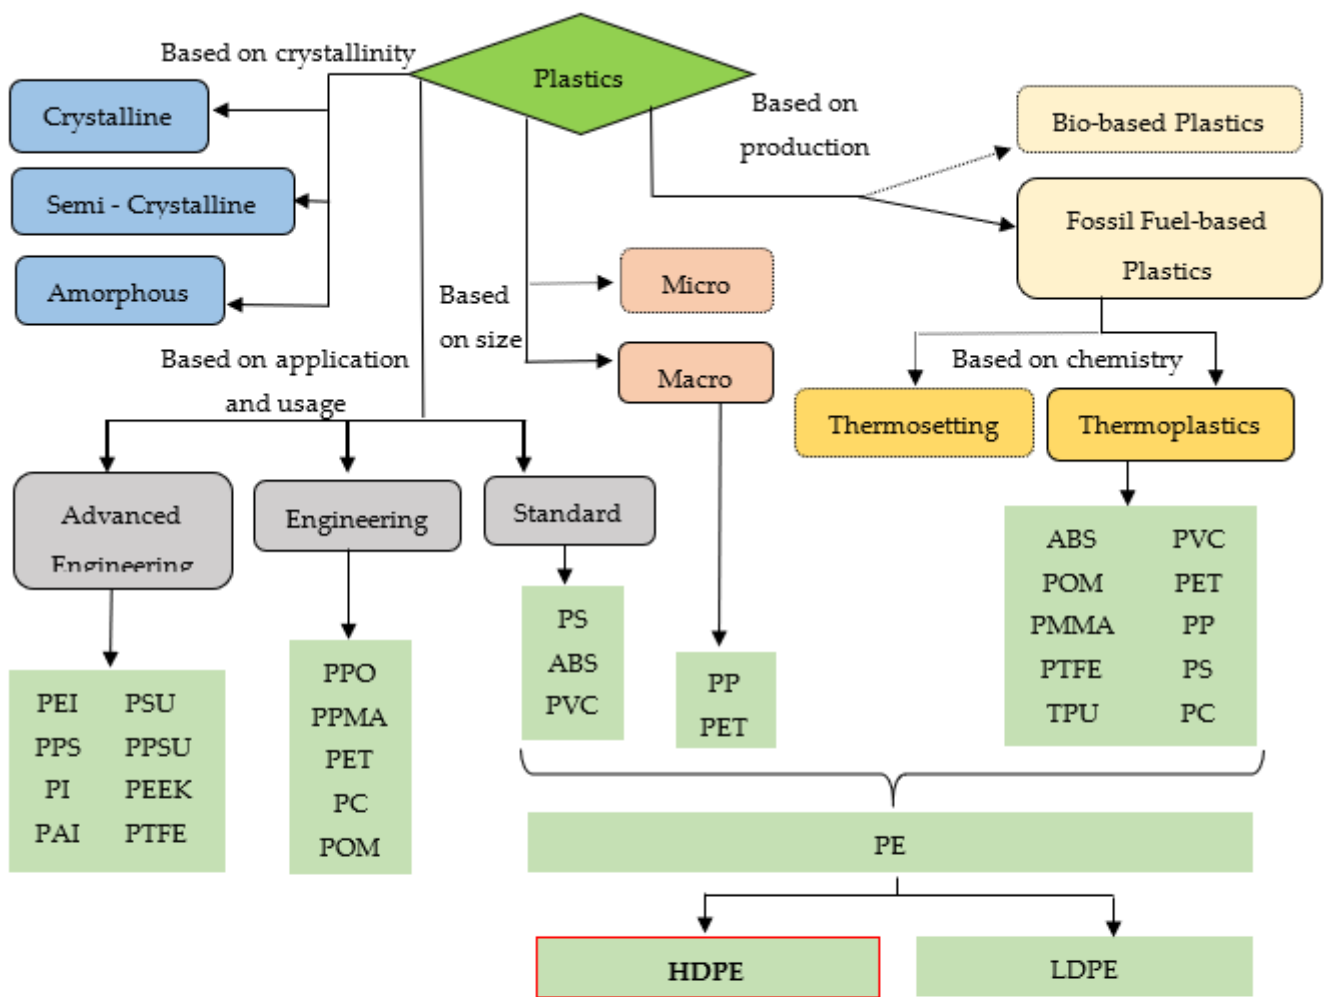 Based on crystallinity
Plastics
Based on
production
Crystalline
Semi - Crystalline
Amorphous
Bio-based Plastics
Fossil Fuel-based
Plastics
Based
on size
Micro
Macro
Based on chemistry
Thermosetting
Thermoplastics
Based on application
and usage
Advanced
Engineering
Engineering
Standard
PEI PSU
PPS PPSU
PI PEEK
PAI PTFE
PPO
PPMA
PET
PC
POM
PS
ABS
PVC
PP
PET
ABS PVC
POM PET
PMMA PP
PTFE PS
TPU PC
PE
HDPE
LDPE